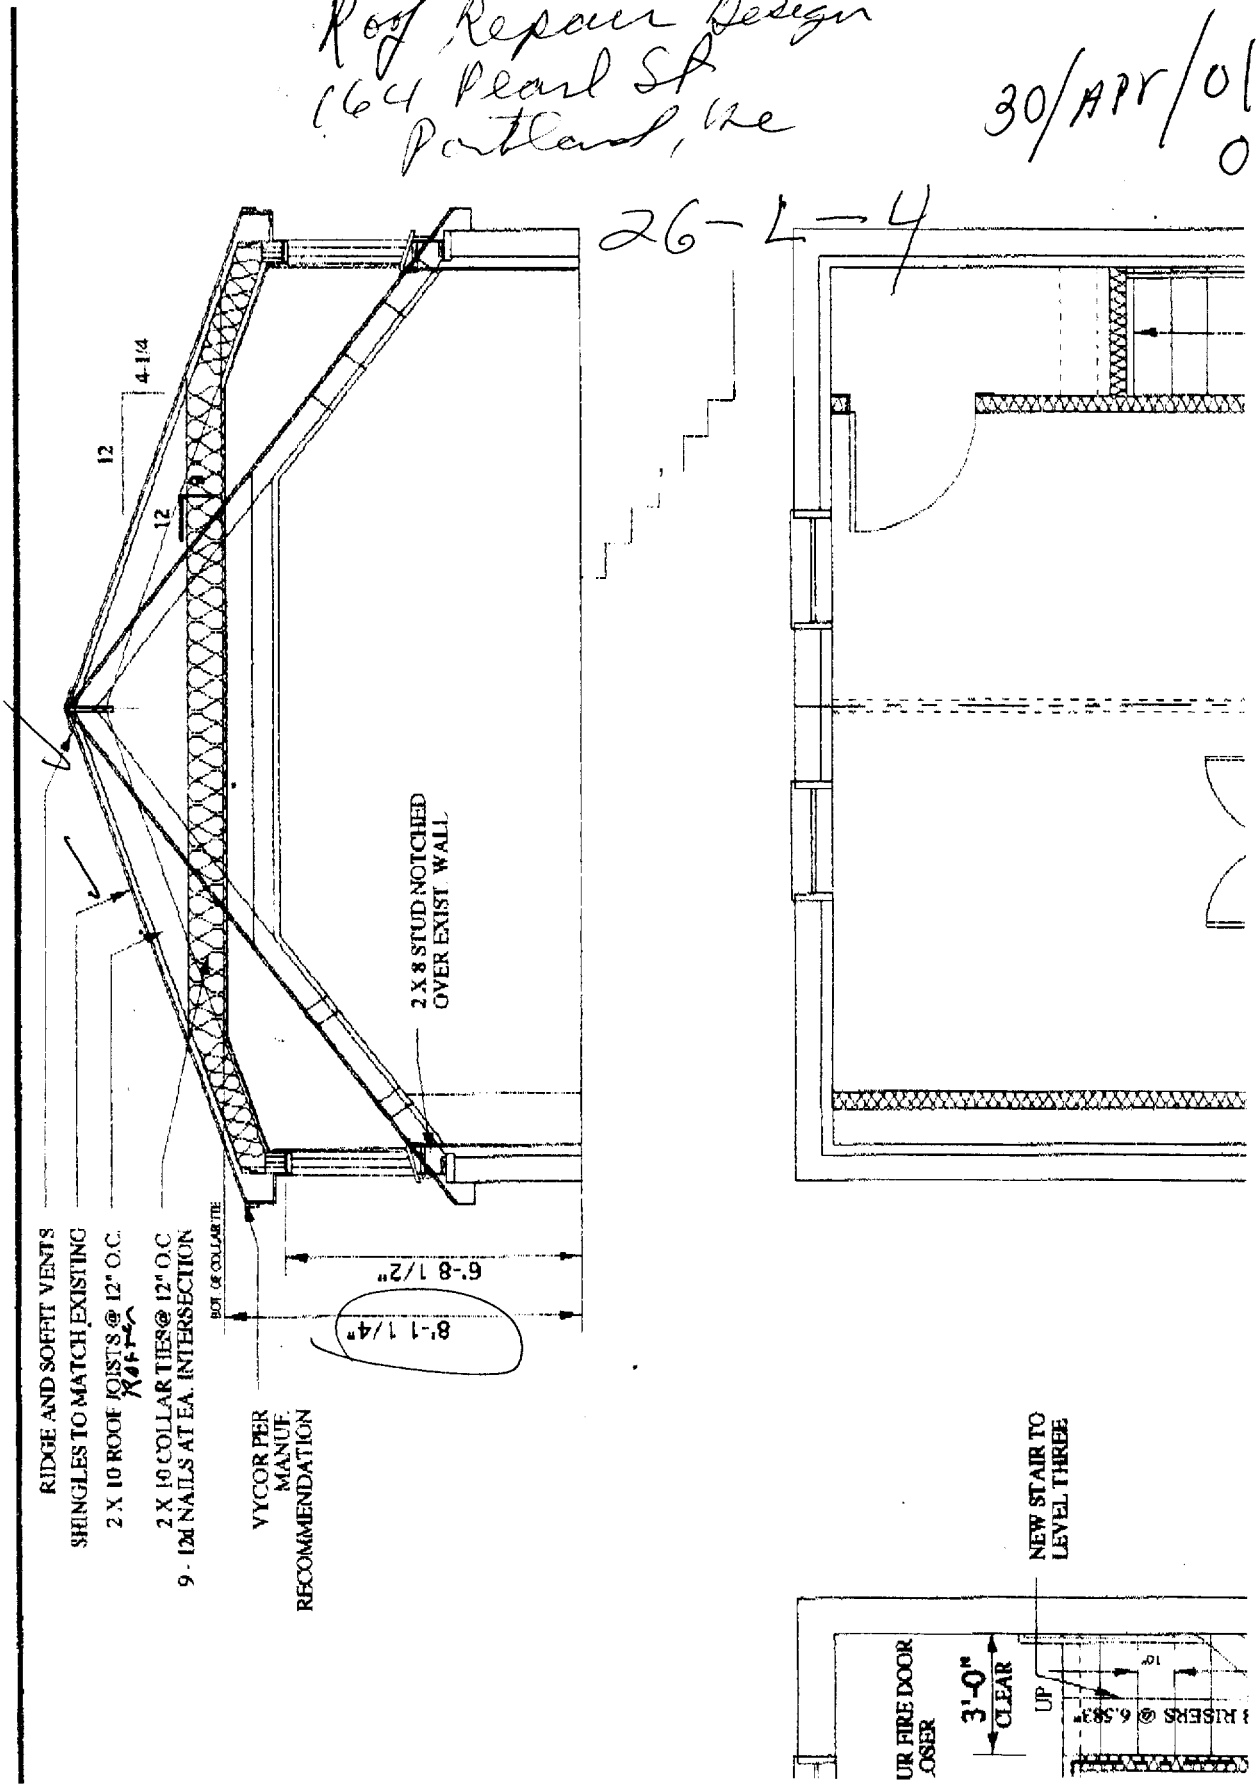 Roof Repair Design
164 Pearl St
Portland, Me
30/APR/01
0
26-L-4
RIDGE AND SOFFIT VENTS
SHINGLES TO MATCH EXISTING
2 X 10 ROOF JOISTS @ 12" O.C.
RAFTER
2 X 10 COLLAR TIES @ 12" O.C
9 - 12d NAILS AT EA. INTERSECTION
BOT. OF COLLAR TIE
VYCOR PER
MANUF.
RECOMMENDATION
8'-1 1/4"
6'-8 1/2"
2 X 8 STUD NOTCHED
OVER EXIST. WALL
12
4-1/4
12
9
UR FIRE DOOR
OSER
3'-0"
CLEAR
NEW STAIR TO
LEVEL THREE
UP
10"
3 RISERS @ 6.583"